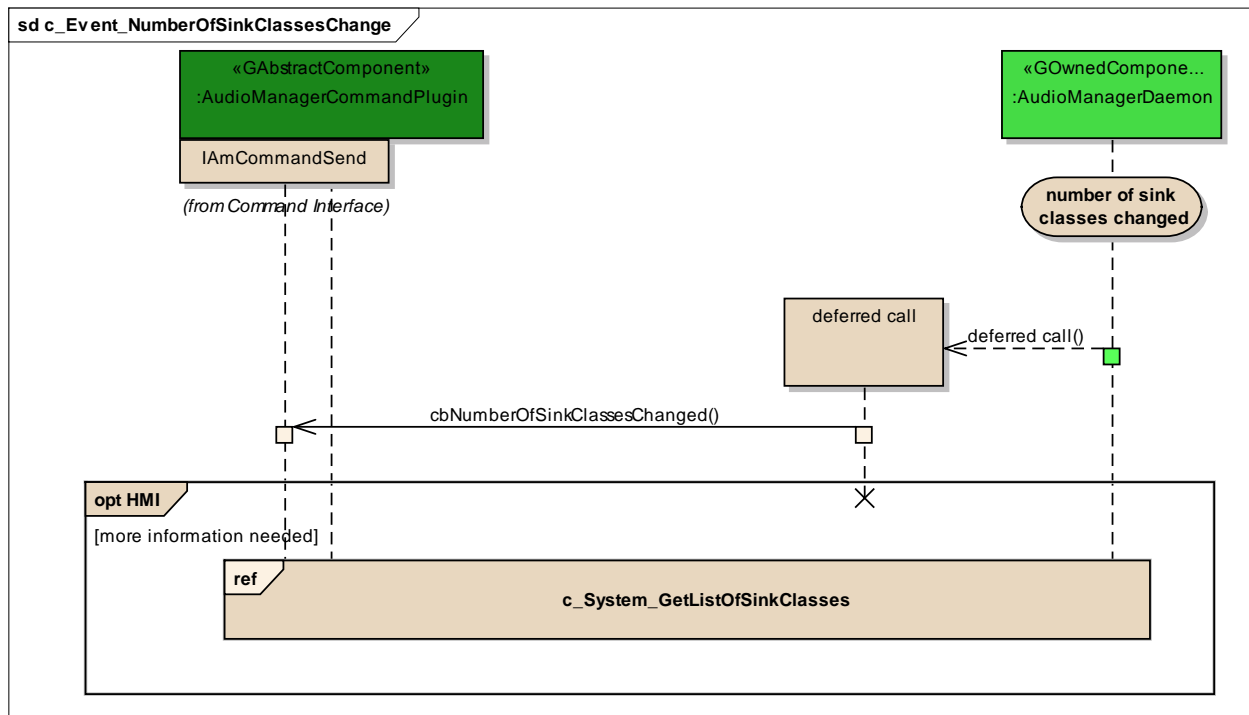 sd c_Event_NumberOfSinkClassesChange
«GAbstractComponent»
:AudioManagerCommandPlugin
«GOwnedCompone...
:AudioManagerDaemon
IAmCommandSend
(from Command Interface)
number of sink
classes changed
deferred call
deferred call()
cbNumberOfSinkClassesChanged()
opt HMI
[more information needed]
ref
c_System_GetListOfSinkClasses